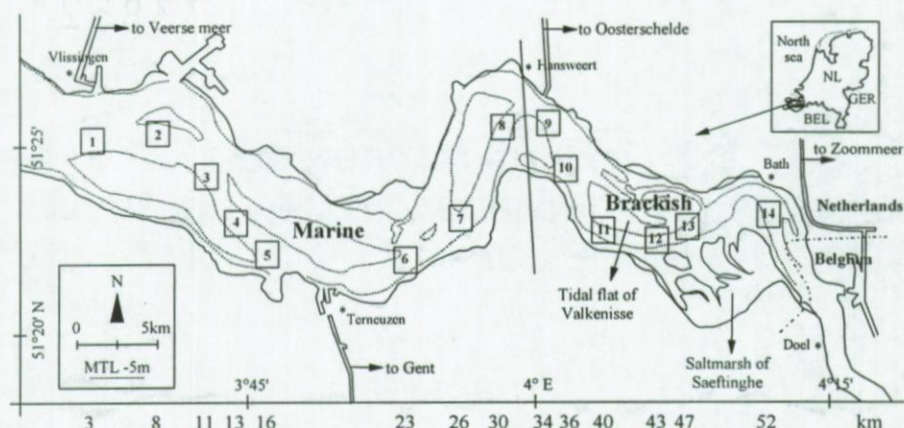 to Veerse meer
Vlissingen
to Oosterschelde
Hansweert
North
sea
NL
GER
BEL
to Zoommeer
Bath
Netherlands
Belgium
51°25'
51°20' N
1
2
3
4
5
6
7
8
9
10
11
12
13
14
Marine
Brackish
Tidal flat of
Valkenisse
Saltmarsh of
Saeftinghe
Doel
Terneuzen
to Gent
N
0 5km
MTL -5m
3°45' 4° E 4°15'
3 8 11 13 16 23 26 30 34 36 40 43 47 52 km